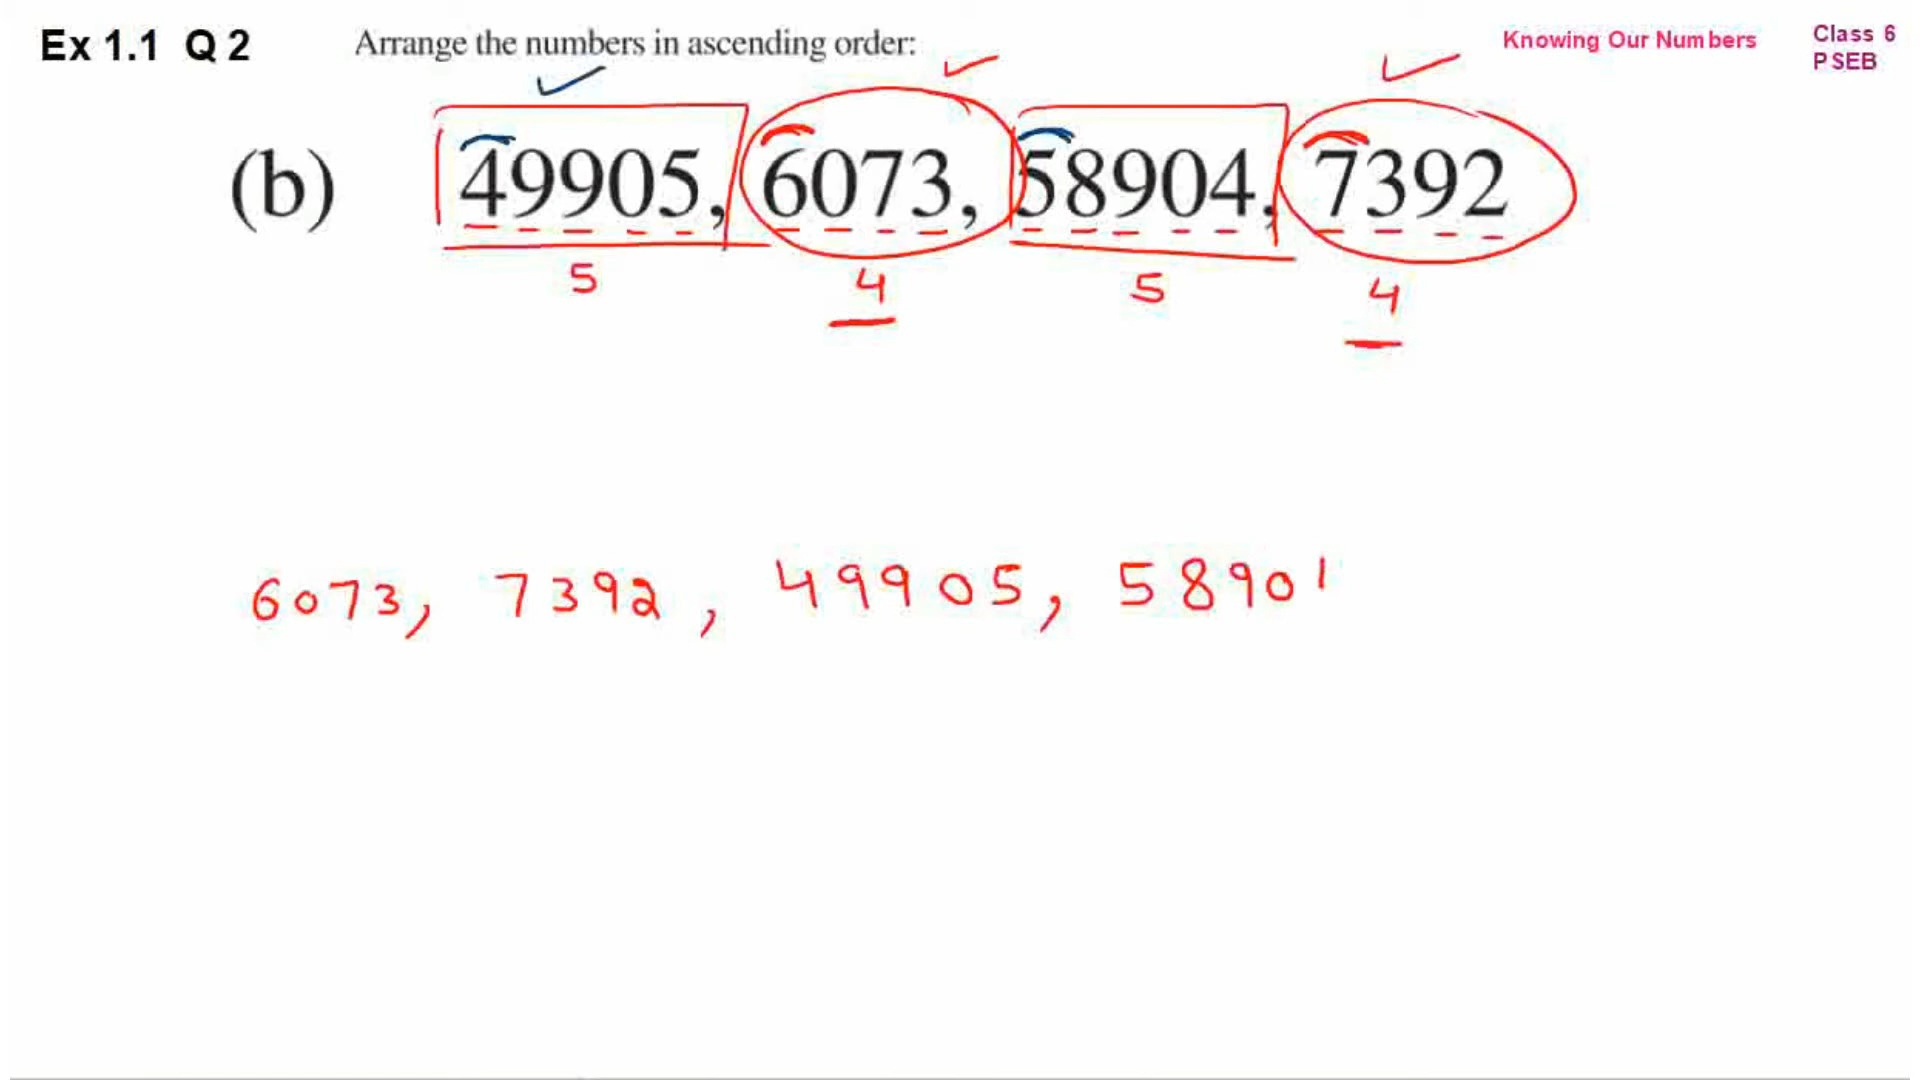 Ex 1.1 Q 2 Arrange the numbers in ascending order: Knowing Our Numbers Class 6
PSEB
(b) 49905, 6073, 58904, 7392
5 4 5 4
6073, 7392, 49905, 5890